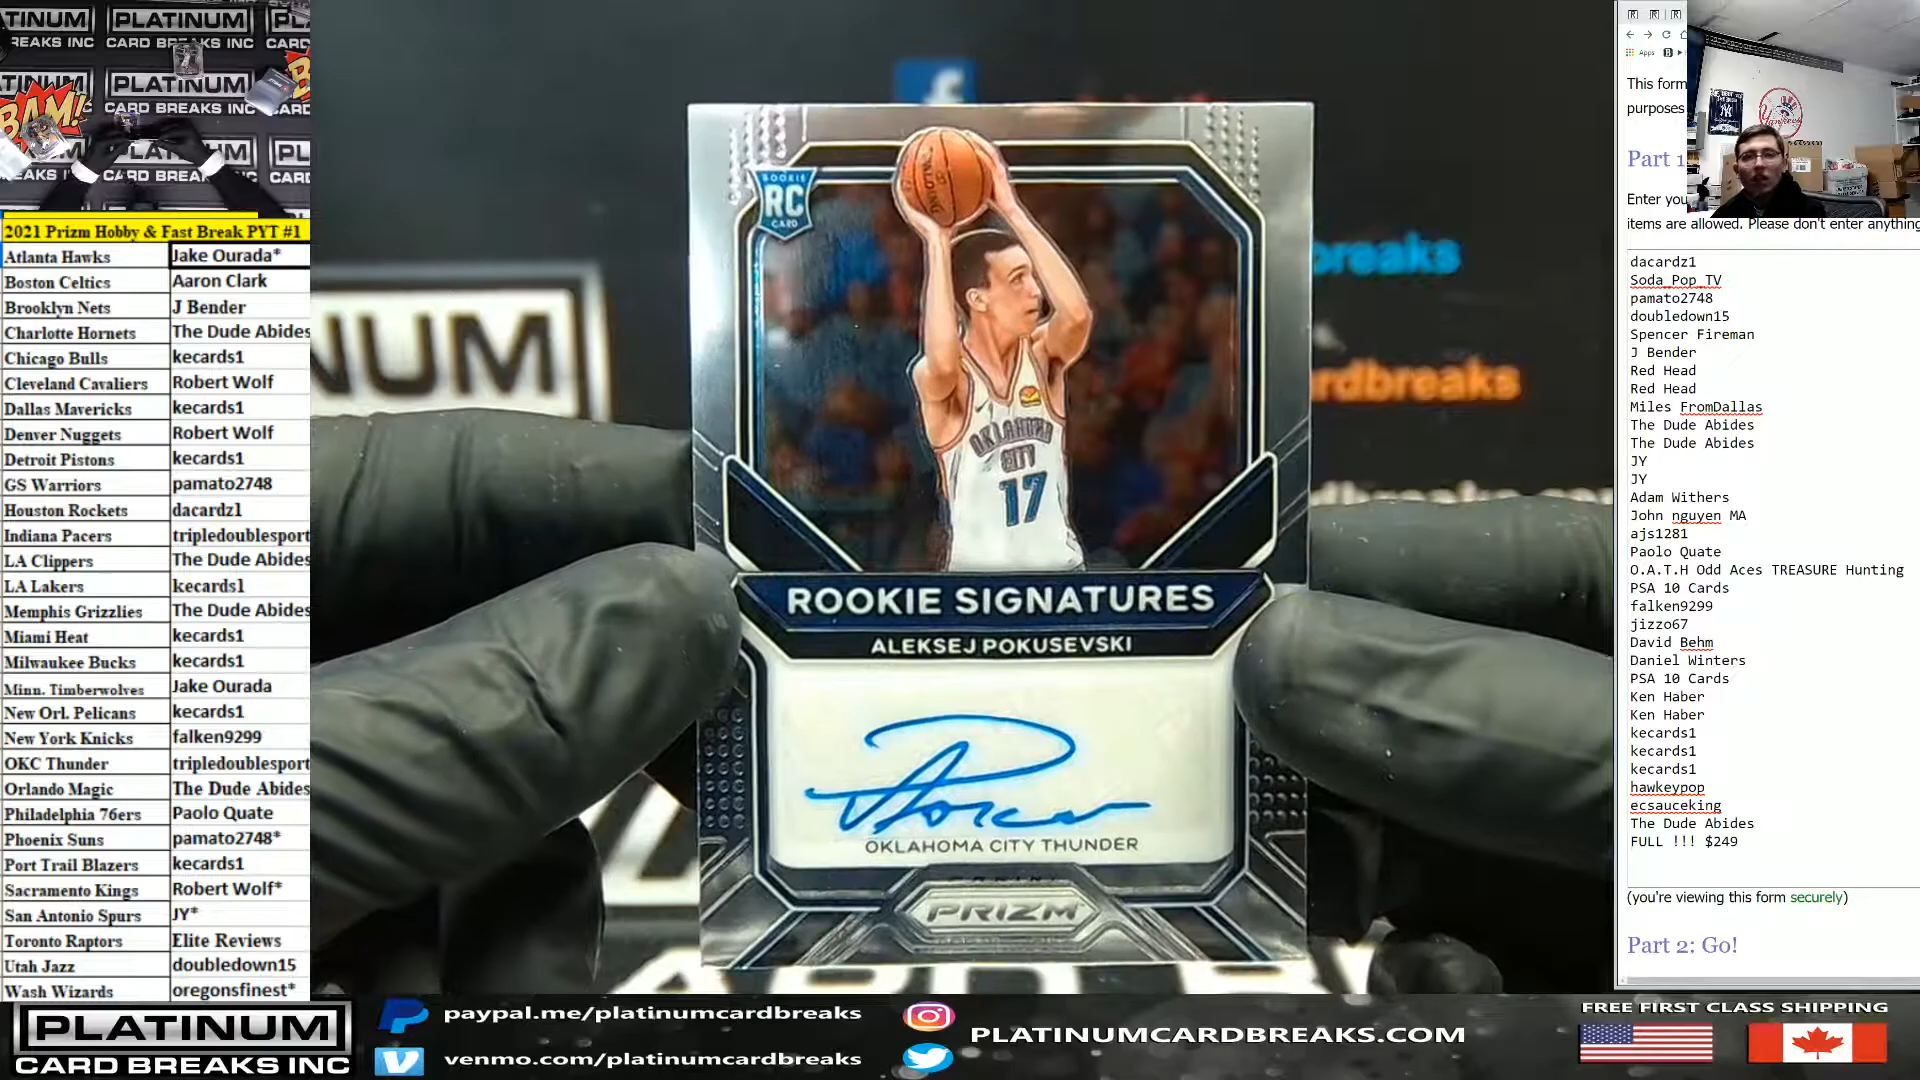 PLATINUM
CARD BREAKS INC
BAM!
2021 Prizm Hobby & Fast Break PYT #1
Atlanta Hawks Jake Ourada*
Boston Celtics Aaron Clark
Brooklyn Nets J Bender
Charlotte Hornets The Dude Abides
Chicago Bulls kecards1
Cleveland Cavaliers Robert Wolf
Dallas Mavericks kecards1
Denver Nuggets Robert Wolf
Detroit Pistons kecards1
GS Warriors pamato2748
Houston Rockets dacardz1
Indiana Pacers tripledoublesport
LA Clippers The Dude Abides
LA Lakers kecards1
Memphis Grizzlies The Dude Abides
Miami Heat kecards1
Milwaukee Bucks kecards1
Minn. Timberwolves Jake Ourada
New Orl. Pelicans kecards1
New York Knicks falken9299
OKC Thunder tripledoublesport
Orlando Magic The Dude Abides
Philadelphia 76ers Paolo Quate
Phoenix Suns pamato2748*
Port Trail Blazers kecards1
Sacramento Kings Robert Wolf*
San Antonio Spurs JY*
Toronto Raptors Elite Reviews
Utah Jazz doubledown15
Wash Wizards oregonsfinest*
NUM
breaks
rdbreaks
ROOKIE
RC
CARD
OKLAHOMA
CITY
17
ROOKIE SIGNATURES
ALEKSEJ POKUSEVSKI
OKLAHOMA CITY THUNDER
PANINI
PRIZM
Apps
Yankees
This form
purposes
Part 1
Enter you
items are allowed. Please don't enter anything
dacardz1
Soda_Pop_TV
pamato2748
doubledown15
Spencer Fireman
J Bender
Red Head
Red Head
Miles FromDallas
The Dude Abides
The Dude Abides
JY
JY
Adam Withers
John nguyen MA
ajs1281
Paolo Quate
O.A.T.H Odd Aces TREASURE Hunting
PSA 10 Cards
falken9299
jizzo67
David Behm
Daniel Winters
PSA 10 Cards
Ken Haber
Ken Haber
kecards1
kecards1
kecards1
hawkeypop
ecsauceking
The Dude Abides
FULL !!! $249
(you're viewing this form securely)
Part 2: Go!
PLATINUM
CARD BREAKS INC
paypal.me/platinumcardbreaks
venmo.com/platinumcardbreaks
PLATINUMCARDBREAKS.COM
FREE FIRST CLASS SHIPPING